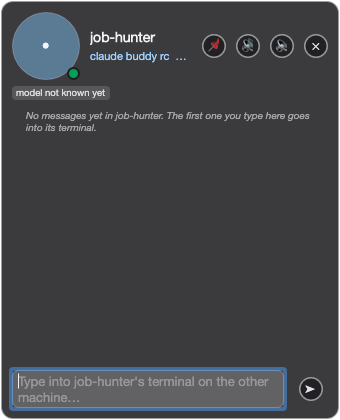 job-hunter
claude buddy rc …
model not known yet
No messages yet in job-hunter. The first one you type here goes
into its terminal.
Type into job-hunter's terminal on the other
machine…